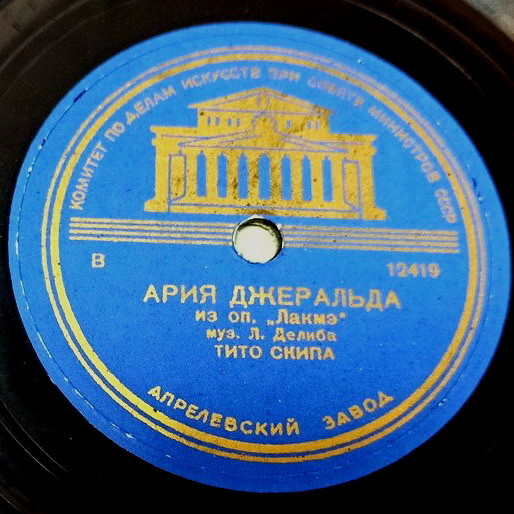 КОМИТЕТ ПО ДЕЛАМ ИСКУССТВ ПРИ СОВЕТЕ МИНИСТРОВ СССР
В
12419
АРИЯ ДЖЕРАЛЬДА
из оп. „Лакмэ"
муз. Л. Делиба
ТИТО СКИПА
АПРЕЛЕВСКИЙ ЗАВОД